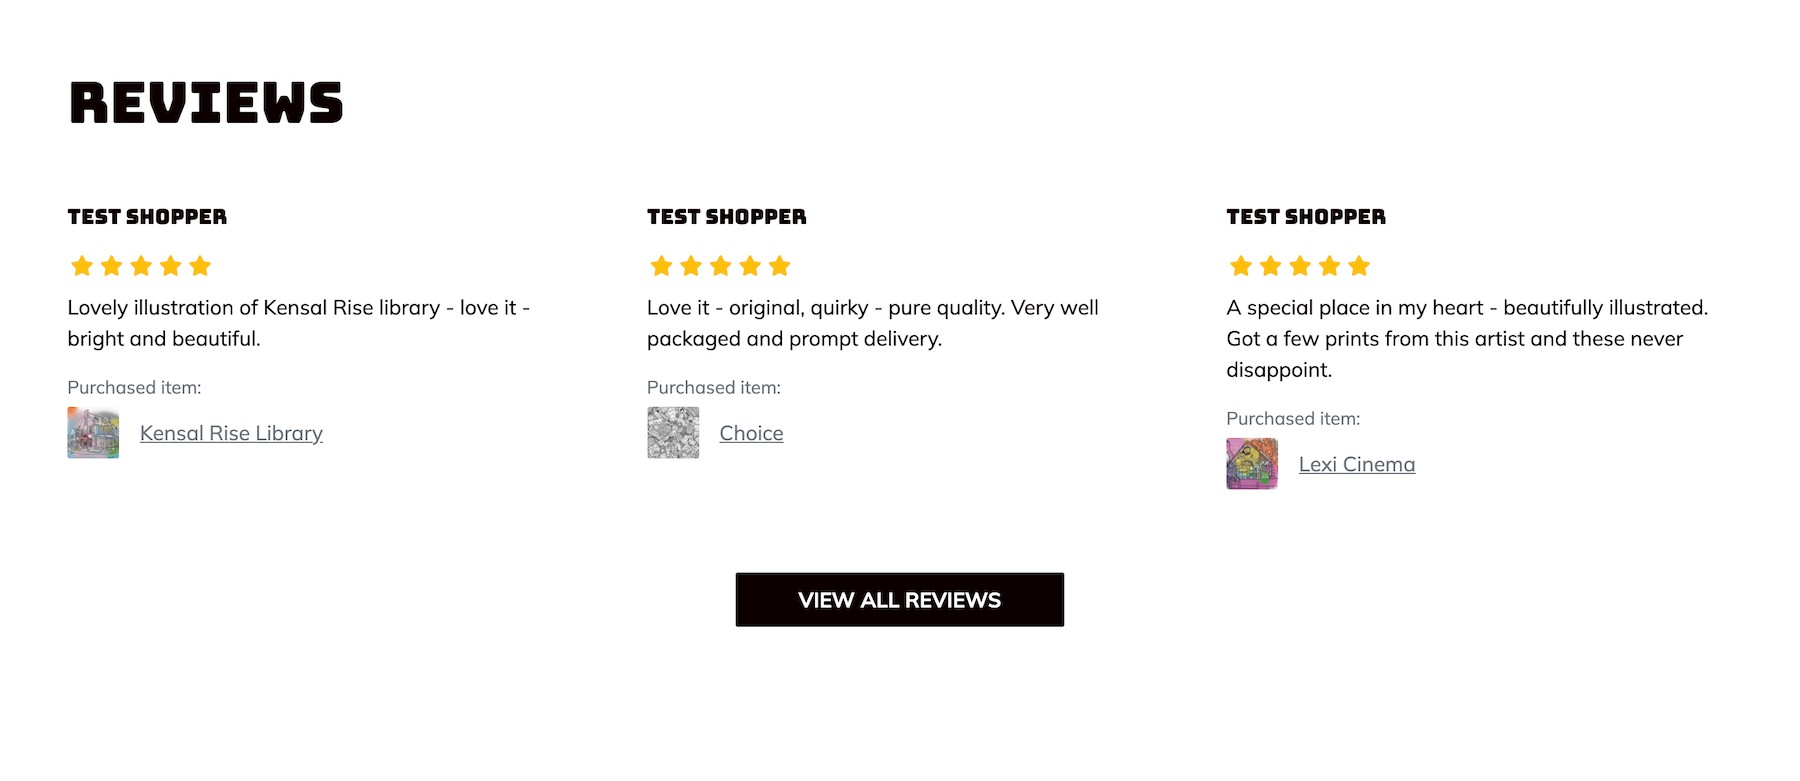 REVIEWS
TEST SHOPPER
Lovely illustration of Kensal Rise library - love it -
bright and beautiful.
Purchased item:
Kensal Rise Library
TEST SHOPPER
Love it - original, quirky - pure quality. Very well
packaged and prompt delivery.
Purchased item:
Choice
TEST SHOPPER
A special place in my heart - beautifully illustrated.
Got a few prints from this artist and these never
disappoint.
Purchased item:
Lexi Cinema
VIEW ALL REVIEWS